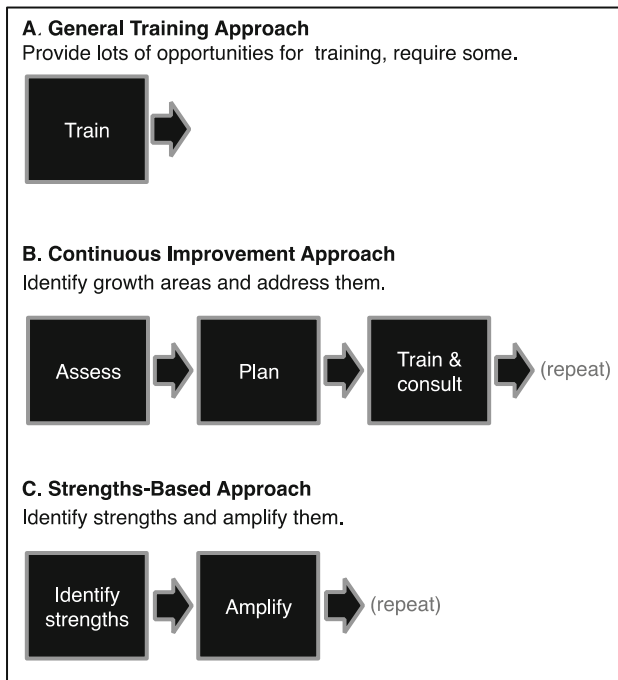 A. General Training Approach
Provide lots of opportunities for training, require some.
Train
B. Continuous Improvement Approach
Identify growth areas and address them.
Assess
Plan
Train &
consult
(repeat)
C. Strengths-Based Approach
Identify strengths and amplify them.
Identify
strengths
Amplify
(repeat)